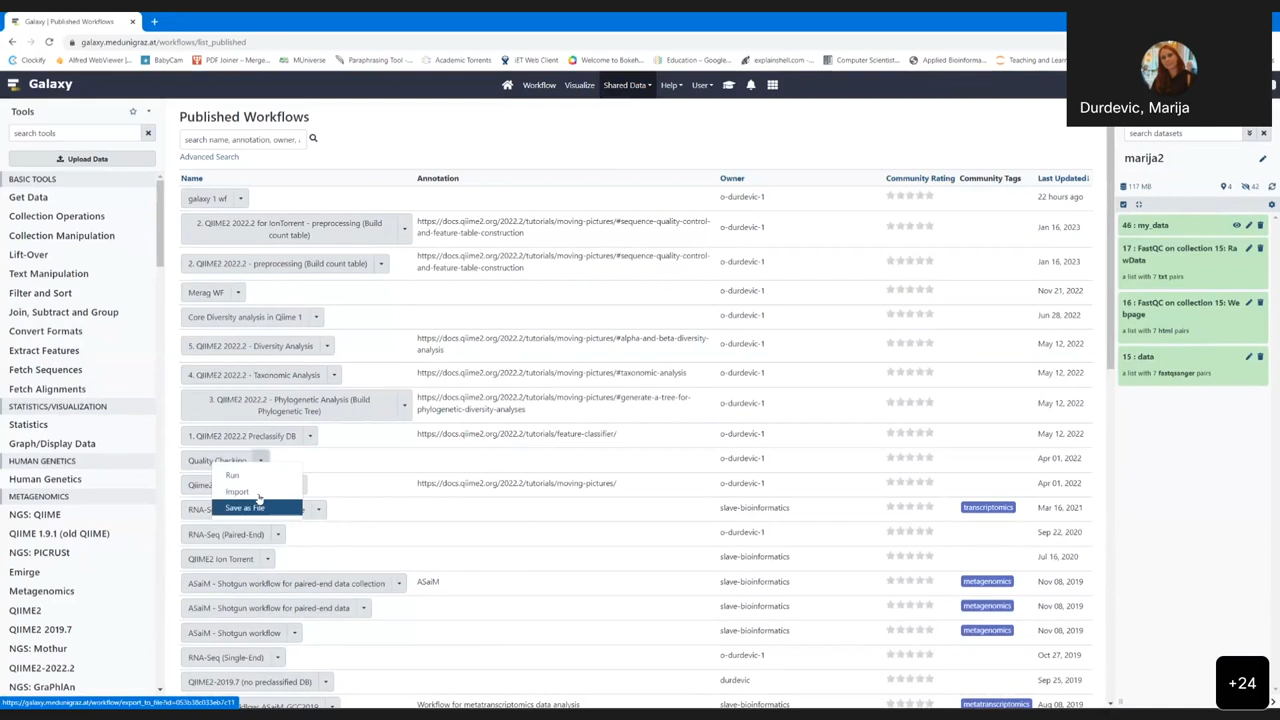 Galaxy | Published Workflows
galaxy.medunigraz.at/workflows/list_published
Clockify
Alfred WebViewer |
BabyCam
PDF Joiner – Merge...
MUniverse
Paraphrasing Tool -...
Academic Torrents
iET Web Client
Welcome to Bokeh...
Education – Google...
explainshell.com -...
Computer Scientist...
Applied Bioinforma...
Teaching and Learni
Durdevic, Marija
Galaxy
Workflow
Visualize
Shared Data
Help
User
Tools
search tools
Upload Data
BASIC TOOLS
Get Data
Collection Operations
Collection Manipulation
Lift-Over
Text Manipulation
Filter and Sort
Join, Subtract and Group
Convert Formats
Extract Features
Fetch Sequences
Fetch Alignments
STATISTICS/VISUALIZATION
Statistics
Graph/Display Data
HUMAN GENETICS
Human Genetics
METAGENOMICS
NGS: QIIME
QIIME 1.9.1 (old QIIME)
NGS: PICRUSt
Emirge
Metagenomics
QIIME2
QIIME2 2019.7
NGS: Mothur
QIIME2-2022.2
NGS: GraPhlAn
https://galaxy.medunigraz.at/workflow/export_to_file?id=053b38c033eb7c11
Published Workflows
search name, annotation, owner,
Advanced Search
Name Annotation Owner Community Rating Community Tags Last Updated↓
galaxy 1 wf o-durdevic-1 22 hours ago
2. QIIME2 2022.2 for IonTorrent - preprocessing (Build https://docs.qiime2.org/2022.2/tutorials/moving-pictures/#sequence-quality-control- o-durdevic-1 Jan 16, 2023
count table) and-feature-table-construction
2. QIIME2 2022.2 - preprocessing (Build count table) https://docs.qiime2.org/2022.2/tutorials/moving-pictures/#sequence-quality-control- o-durdevic-1 Jan 16, 2023
and-feature-table-construction
Merag WF o-durdevic-1 Nov 21, 2022
Core Diversity analysis in Qiime 1 o-durdevic-1 Jun 28, 2022
5. QIIME2 2022.2 - Diversity Analysis https://docs.qiime2.org/2022.2/tutorials/moving-pictures/#alpha-and-beta-diversity- o-durdevic-1 May 12, 2022
analysis
4. QIIME2 2022.2 - Taxonomic Analysis https://docs.qiime2.org/2022.2/tutorials/moving-pictures/#taxonomic-analysis o-durdevic-1 May 12, 2022
3. QIIME2 2022.2 - Phylogenetic Analysis (Build https://docs.qiime2.org/2022.2/tutorials/moving-pictures/#generate-a-tree-for- o-durdevic-1 May 12, 2022
Phylogenetic Tree) phylogenetic-diversity-analyses
1. QIIME2 2022.2 Preclassify DB https://docs.qiime2.org/2022.2/tutorials/feature-classifier/ o-durdevic-1 May 12, 2022
Quality Checking o-durdevic-1 Apr 01, 2022
Run
Qiime2 https://docs.qiime2.org/2022.2/tutorials/moving-pictures/ o-durdevic-1 Apr 01, 2022
Import
Save as File
RNA-S slave-bioinformatics transcriptomics Mar 16, 2021
RNA-Seq (Paired-End) o-durdevic-1 Sep 22, 2020
QIIME2 Ion Torrent slave-bioinformatics Jul 16, 2020
ASaiM - Shotgun workflow for paired-end data collection ASaiM slave-bioinformatics metagenomics Nov 08, 2019
ASaiM - Shotgun workflow for paired-end data slave-bioinformatics metagenomics Nov 08, 2019
ASaiM - Shotgun workflow slave-bioinformatics metagenomics Nov 08, 2019
RNA-Seq (Single-End) o-durdevic-1 Oct 27, 2019
QIIME2-2019.7 (no preclassified DB) durdevic Sep 25, 2019
Workflow for metatranscriptomics data analysis slave-bioinformatics metatranscriptomics Aug 08, 2019
search datasets
marija2
117 MB
4
42
46 : my_data
17 : FastQC on collection 15: Ra
wData
a list with 7 txt pairs
16 : FastQC on collection 15: We
bpage
a list with 7 html pairs
15 : data
a list with 7 fastqsanger pairs
+24